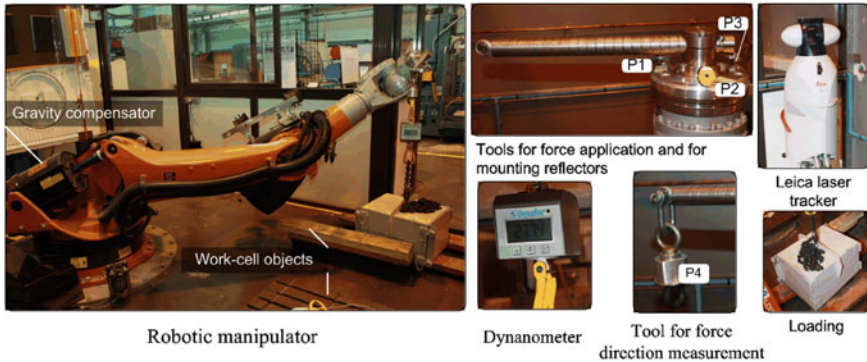 Gravity compensator
Work-cell objects
Robotic manipulator
P1
P2
P3
Tools for force application and for
mounting reflectors
Dynanometer
P4
Tool for force
direction measurement
Leica laser
tracker
Loading